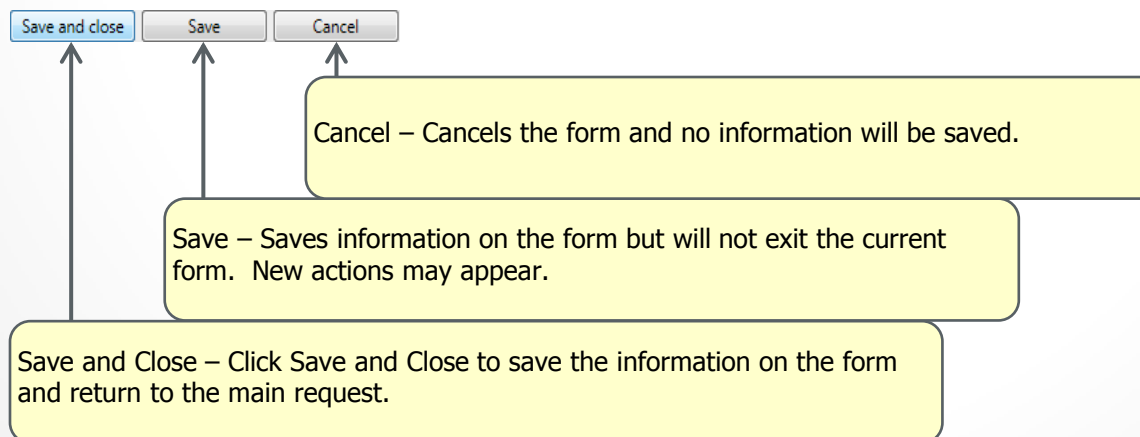 Save and close Save Cancel
Cancel – Cancels the form and no information will be saved.
Save – Saves information on the form but will not exit the current
form.  New actions may appear.
Save and Close – Click Save and Close to save the information on the form
and return to the main request.